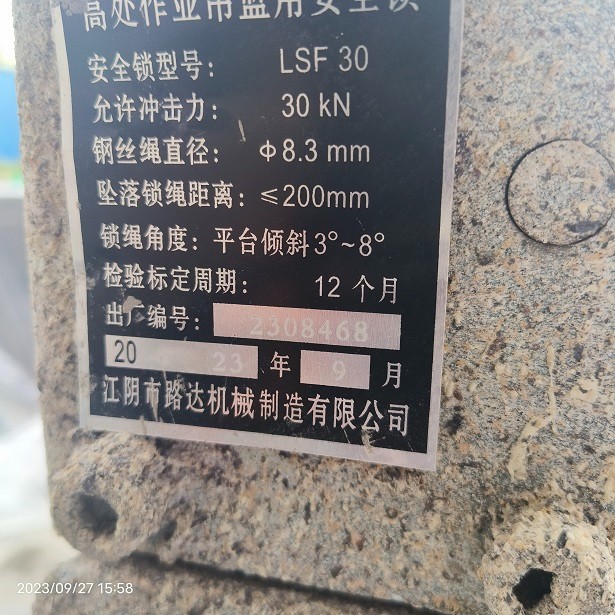 高处作业吊篮用安全锁
安全锁型号: LSF 30
允许冲击力: 30 kN
钢丝绳直径: Φ8.3 mm
坠落锁绳距离: ≤200mm
锁绳角度: 平台倾斜3°~8°
检验标定周期: 12 个月
出厂编号: 2308468
20 23 年 9 月
江阴市路达机械制造有限公司
2023/09/27 15:58